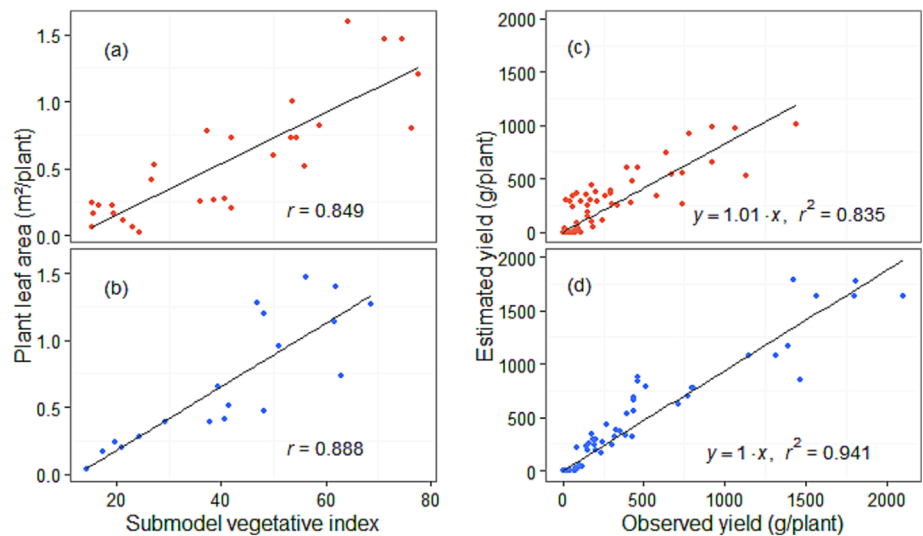 (a)
1.5
1.0
0.5
0.0
r = 0.849
(b)
1.5
1.0
0.5
0.0
r = 0.888
Plant leaf area (m²/plant)
20
40
60
80
Submodel vegetative index
(c)
2000
1500
1000
500
0
y = 1.01 · x, r² = 0.835
(d)
2000
1500
1000
500
0
y = 1 · x, r² = 0.941
Estimated yield (g/plant)
0
500
1000
1500
2000
Observed yield (g/plant)